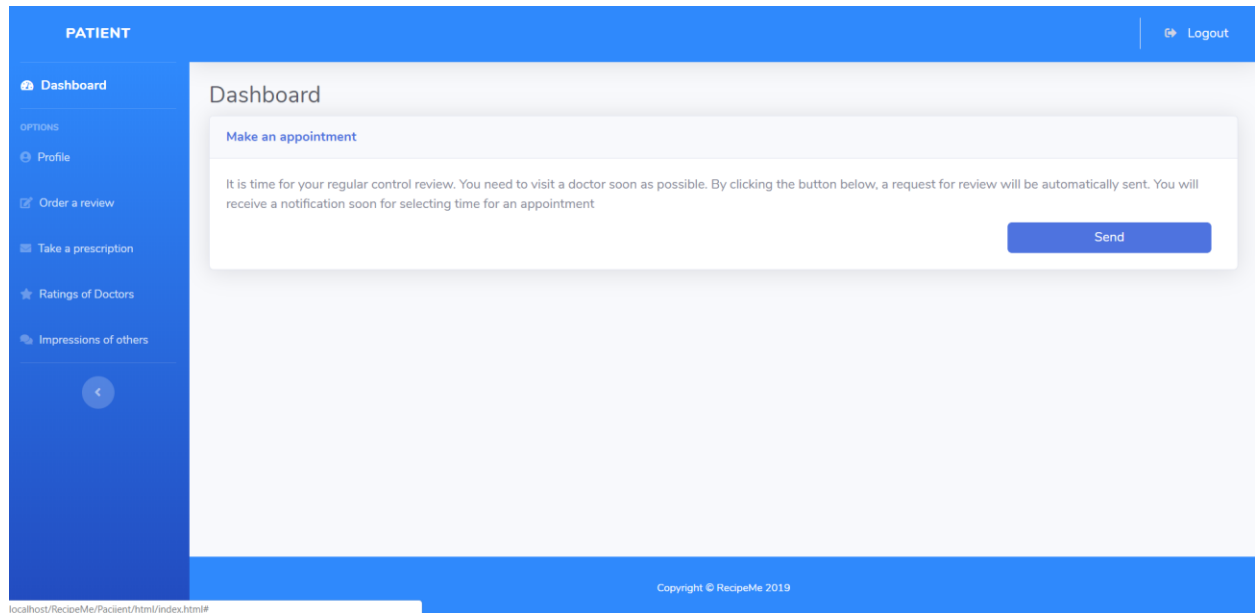 PATIENT
Logout
Dashboard
OPTIONS
Profile
Order a review
Take a prescription
Ratings of Doctors
Impressions of others
Dashboard
Make an appointment
It is time for your regular control review. You need to visit a doctor soon as possible. By clicking the button below, a request for review will be automatically sent. You will
receive a notification soon for selecting time for an appointment
Send
Copyright © RecipeMe 2019
localhost/RecipeMe/Pacijent/html/index.html#